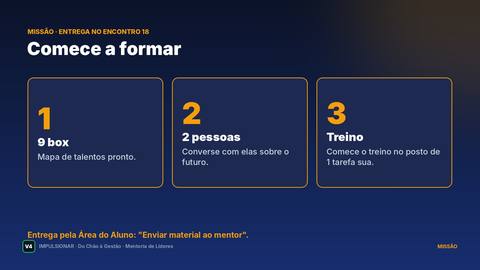 MISSÃO · ENTREGA NO ENCONTRO 18
Comece a formar
1
9 box
Mapa de talentos pronto.
2
2 pessoas
Converse com elas sobre o
futuro.
3
Treino
Comece o treino no posto de
1 tarefa sua.
Entrega pela Área do Aluno: "Enviar material ao mentor".
V4 IMPULSIONAR · Do Chão à Gestão · Mentoria de Líderes
MISSÃO